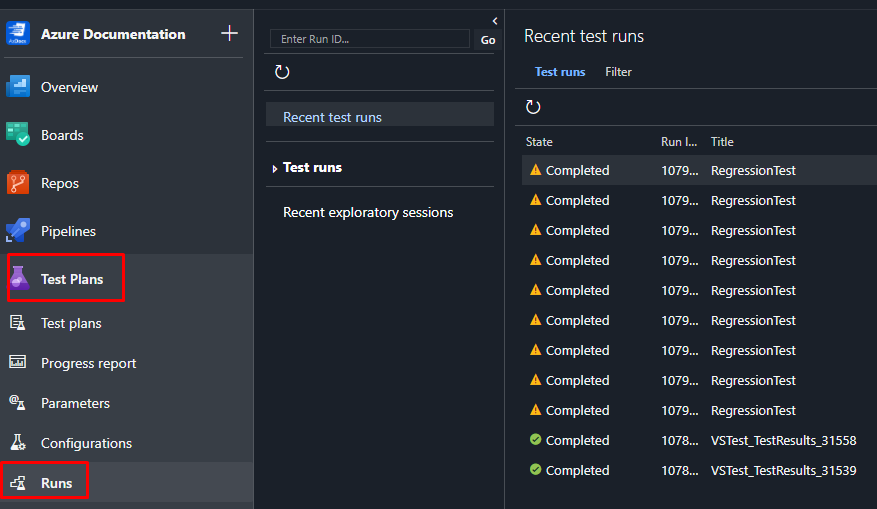 Azure Documentation
Overview
Boards
Repos
Pipelines
Test Plans
Test plans
Progress report
Parameters
Configurations
Runs
Enter Run ID...
Go
Recent test runs
Test runs
Recent exploratory sessions
Recent test runs
Test runs Filter
State Run I... Title
Completed 1079... RegressionTest
Completed 1079... RegressionTest
Completed 1079... RegressionTest
Completed 1079... RegressionTest
Completed 1079... RegressionTest
Completed 1079... RegressionTest
Completed 1079... RegressionTest
Completed 1079... RegressionTest
Completed 1079... RegressionTest
Completed 1078... VSTest_TestResults_31558
Completed 1078... VSTest_TestResults_31539